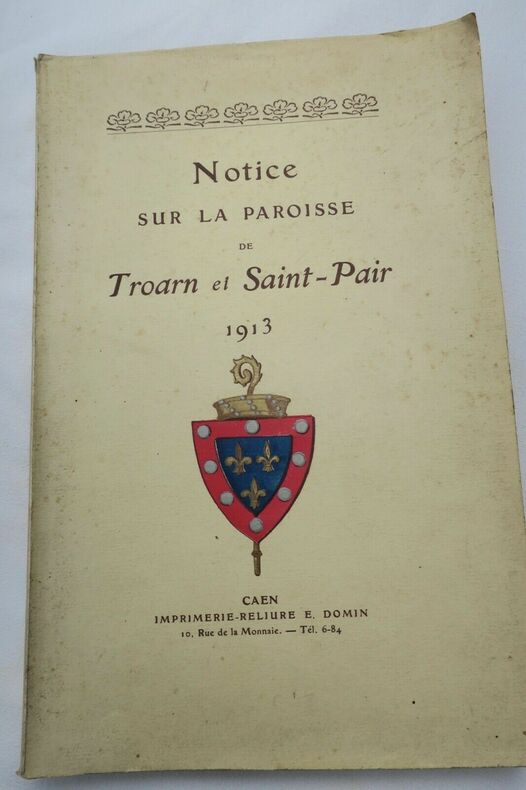 Notice
SUR LA PAROISSE
DE
Troarn et Saint-Pair
1913
CAEN
IMPRIMERIE-RELIURE E. DOMIN
10, Rue de la Monnaie. — Tél. 6-84